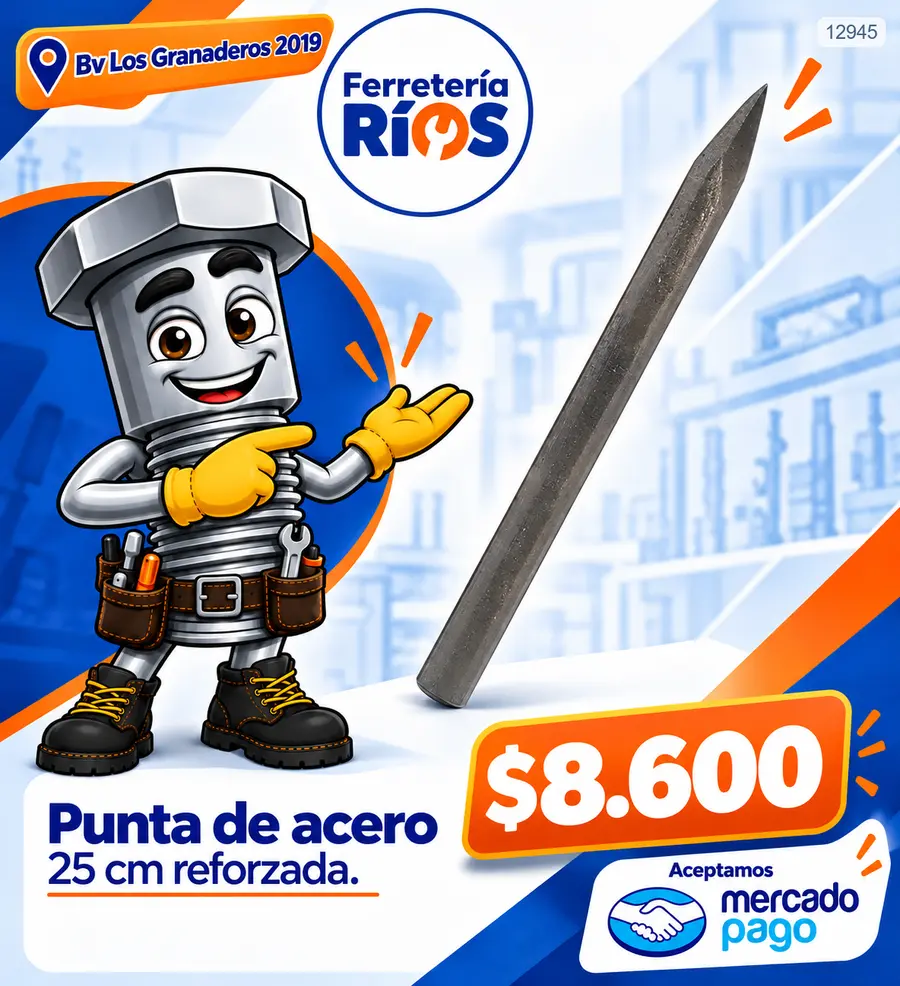 Bv Los Granaderos 2019
Ferretería
RÍOS
12945
$8.600
Punta de acero
25 cm reforzada.
Aceptamos
mercado
pago